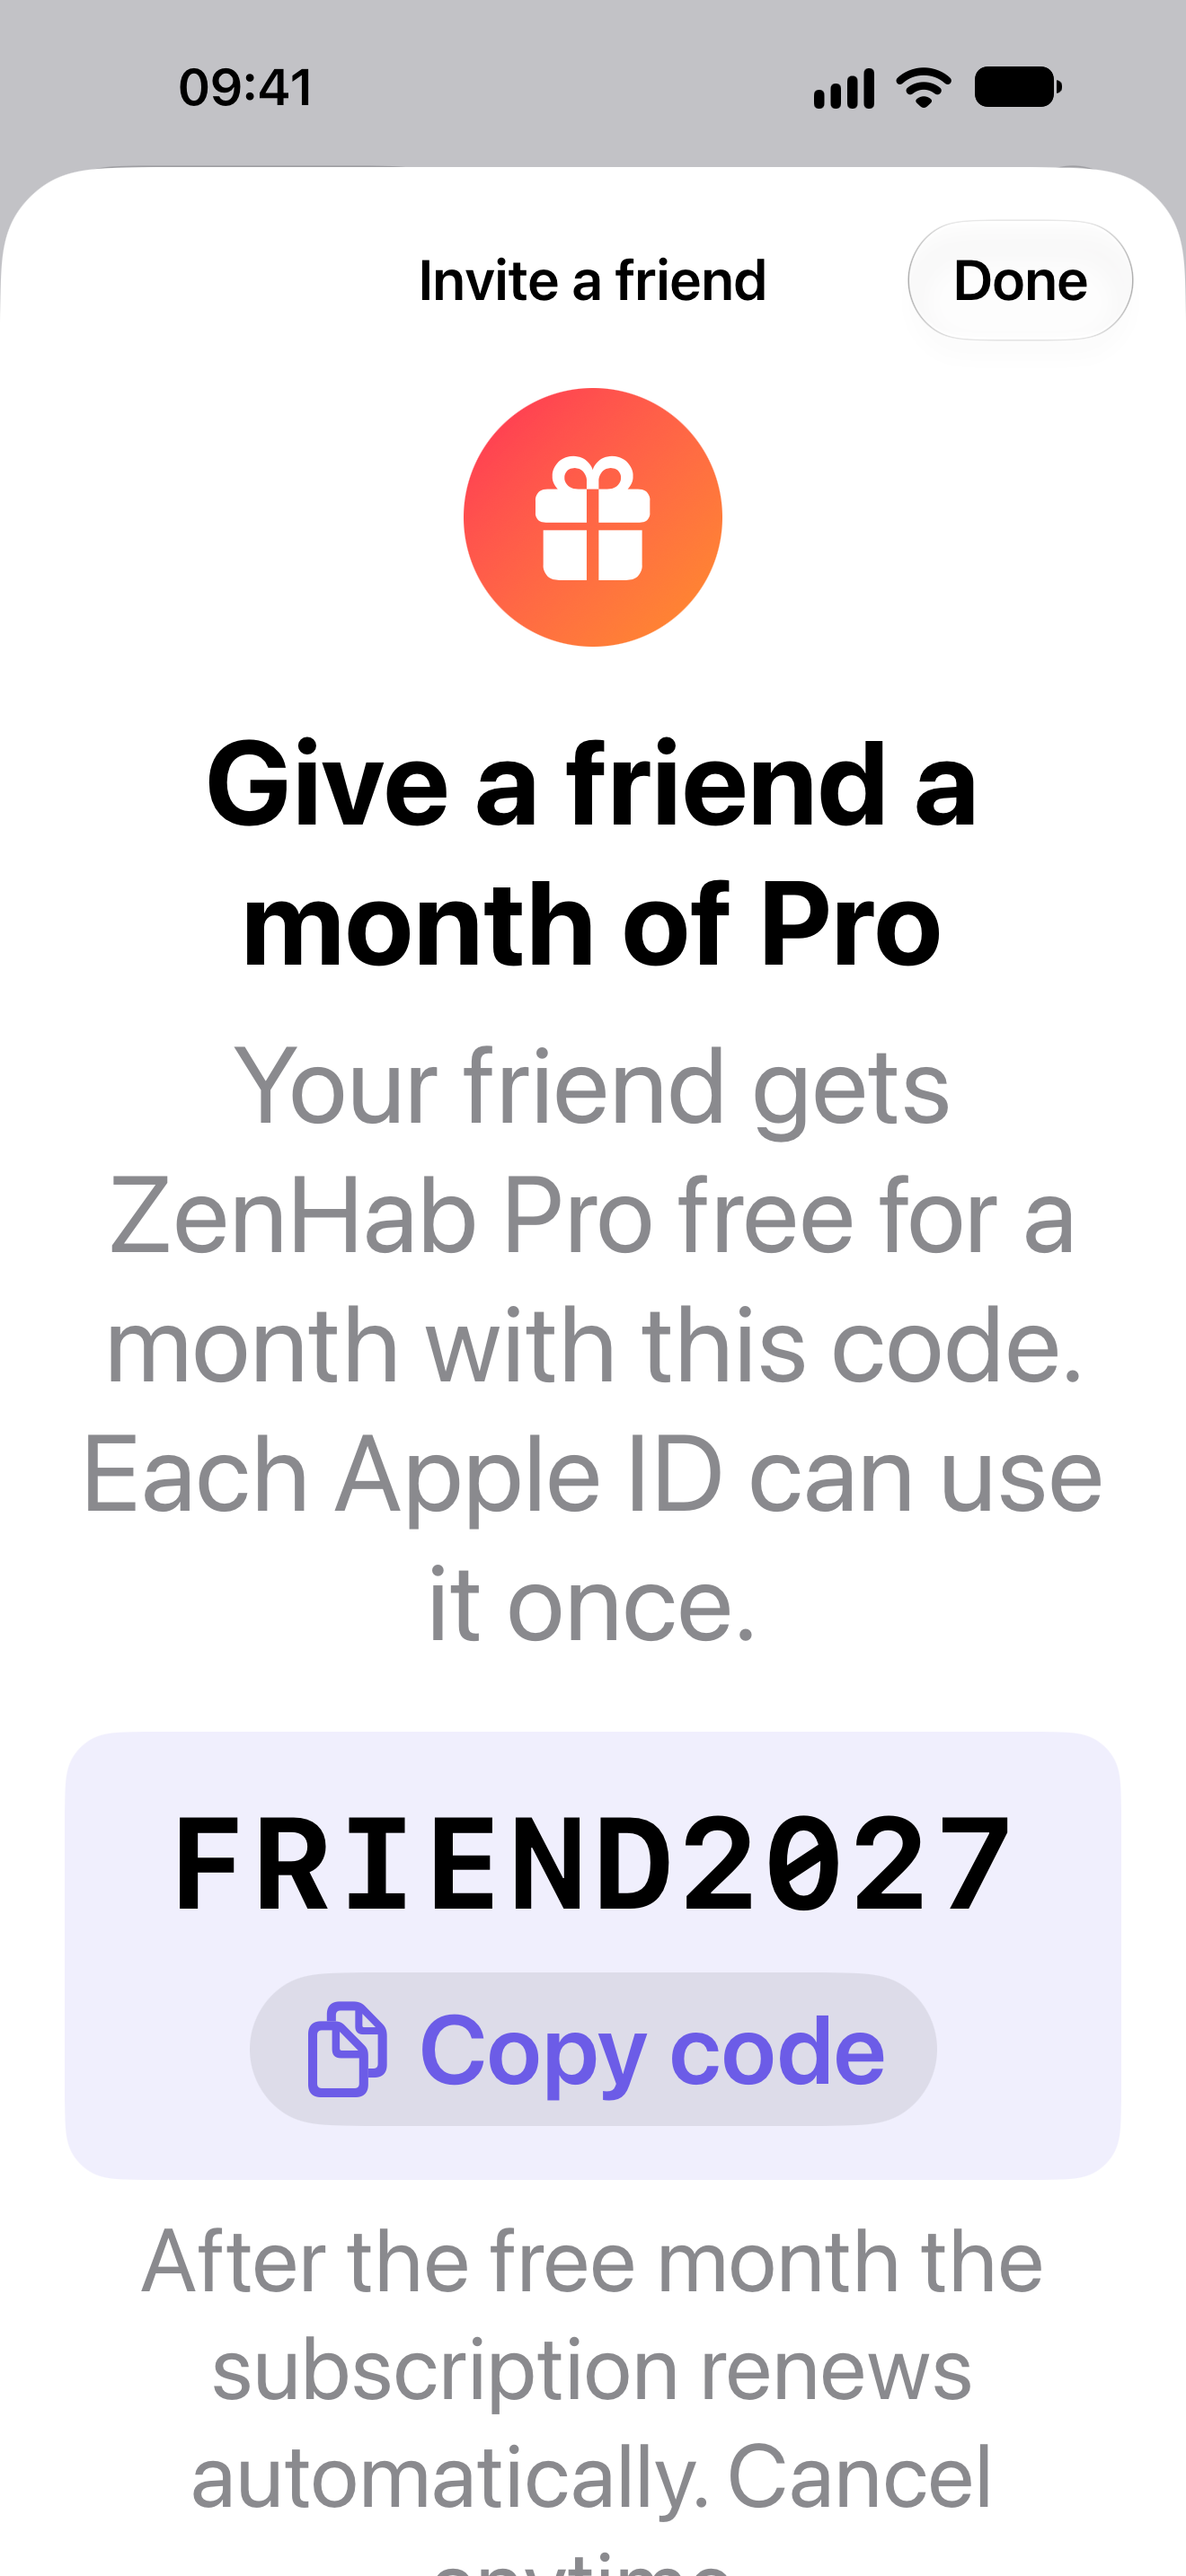 09:41
Invite a friend
Done
Give a friend a
month of Pro
Your friend gets
ZenHab Pro free for a
month with this code.
Each Apple ID can use
it once.
FRIEND2027
Copy code
After the free month the
subscription renews
automatically. Cancel